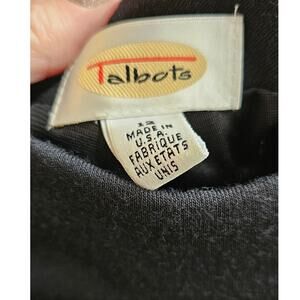 Talbots
12
MADE IN
U.S.A.
FABRIQUE
AUX ETATS
UNIS